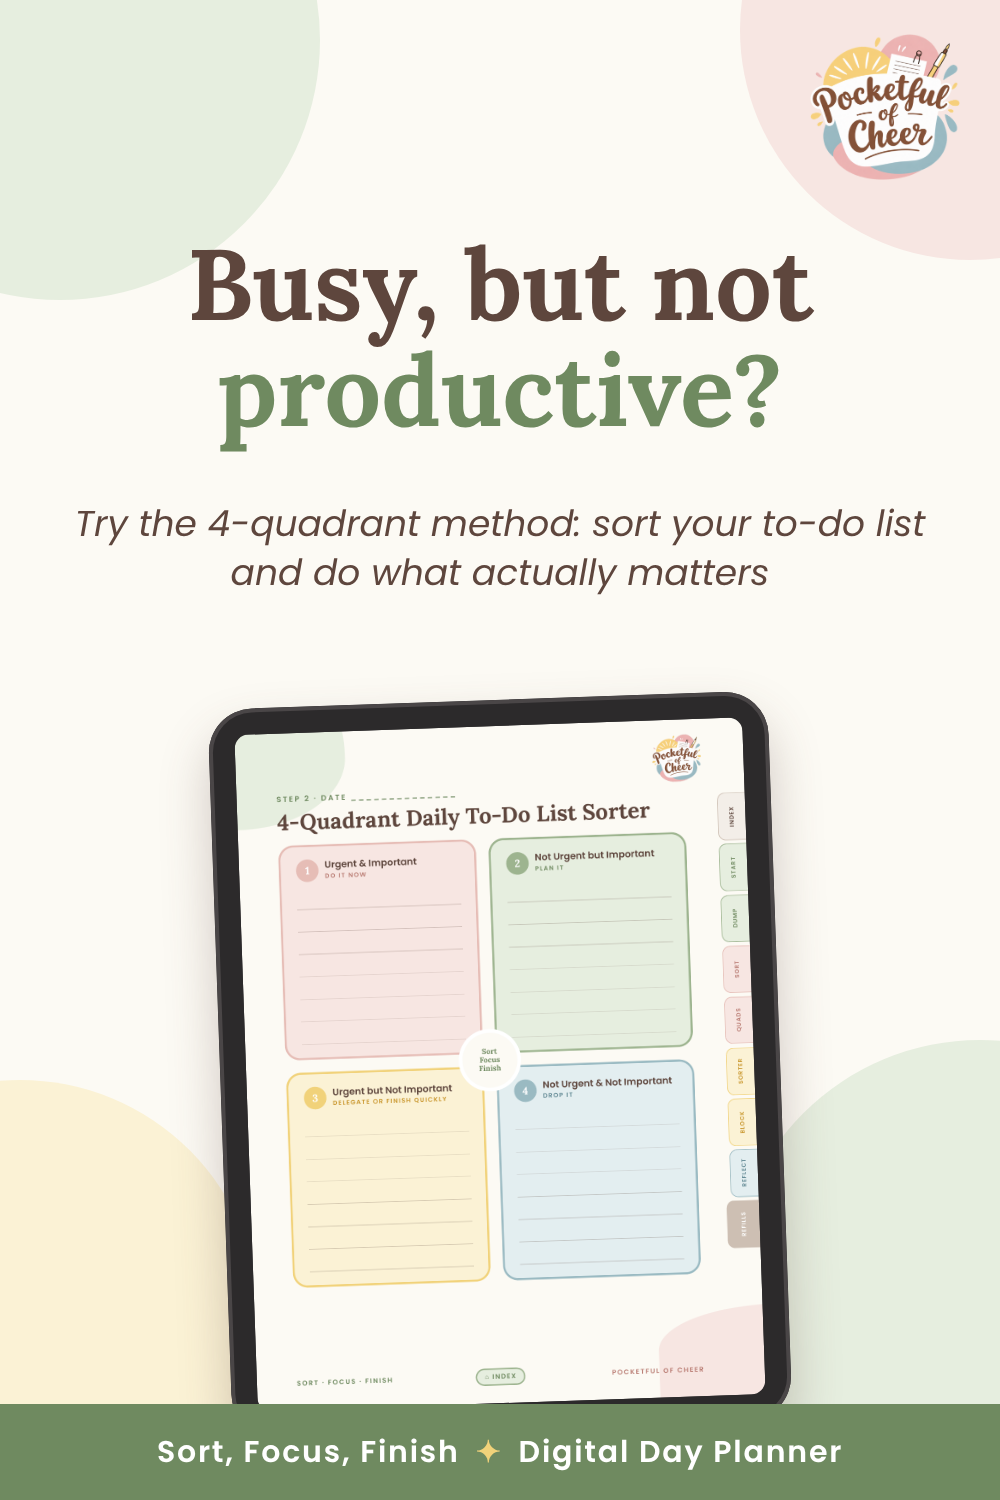 Pocketful
of
Cheer
Busy, but not
productive?
Try the 4-quadrant method: sort your to-do list
and do what actually matters
Pocketful
of
Cheer
STEP 2 · DATE
4-Quadrant Daily To-Do List Sorter
1
Urgent & Important
DO IT NOW
2
Not Urgent but Important
PLAN IT
Sort
Focus
Finish
3
Urgent but Not Important
DELEGATE OR FINISH QUICKLY
4
Not Urgent & Not Important
DROP IT
INDEX
START
DUMP
SORT
QUADS
SORTER
BLOCK
REFLECT
REFILLS
SORT · FOCUS · FINISH
⌂ INDEX
POCKETFUL OF CHEER
Sort, Focus, Finish ✦ Digital Day Planner